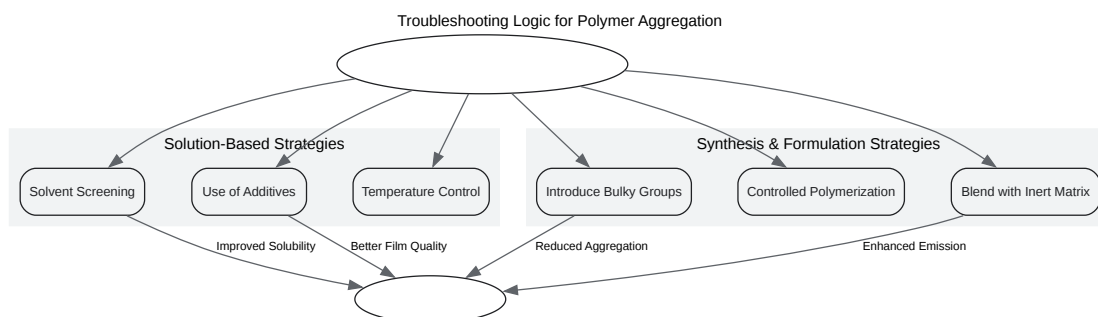 Troubleshooting Logic for Polymer Aggregation
Solution-Based Strategies
Synthesis & Formulation Strategies
Solvent Screening
Use of Additives
Temperature Control
Introduce Bulky Groups
Controlled Polymerization
Blend with Inert Matrix
Improved Solubility
Better Film Quality
Reduced Aggregation
Enhanced Emission